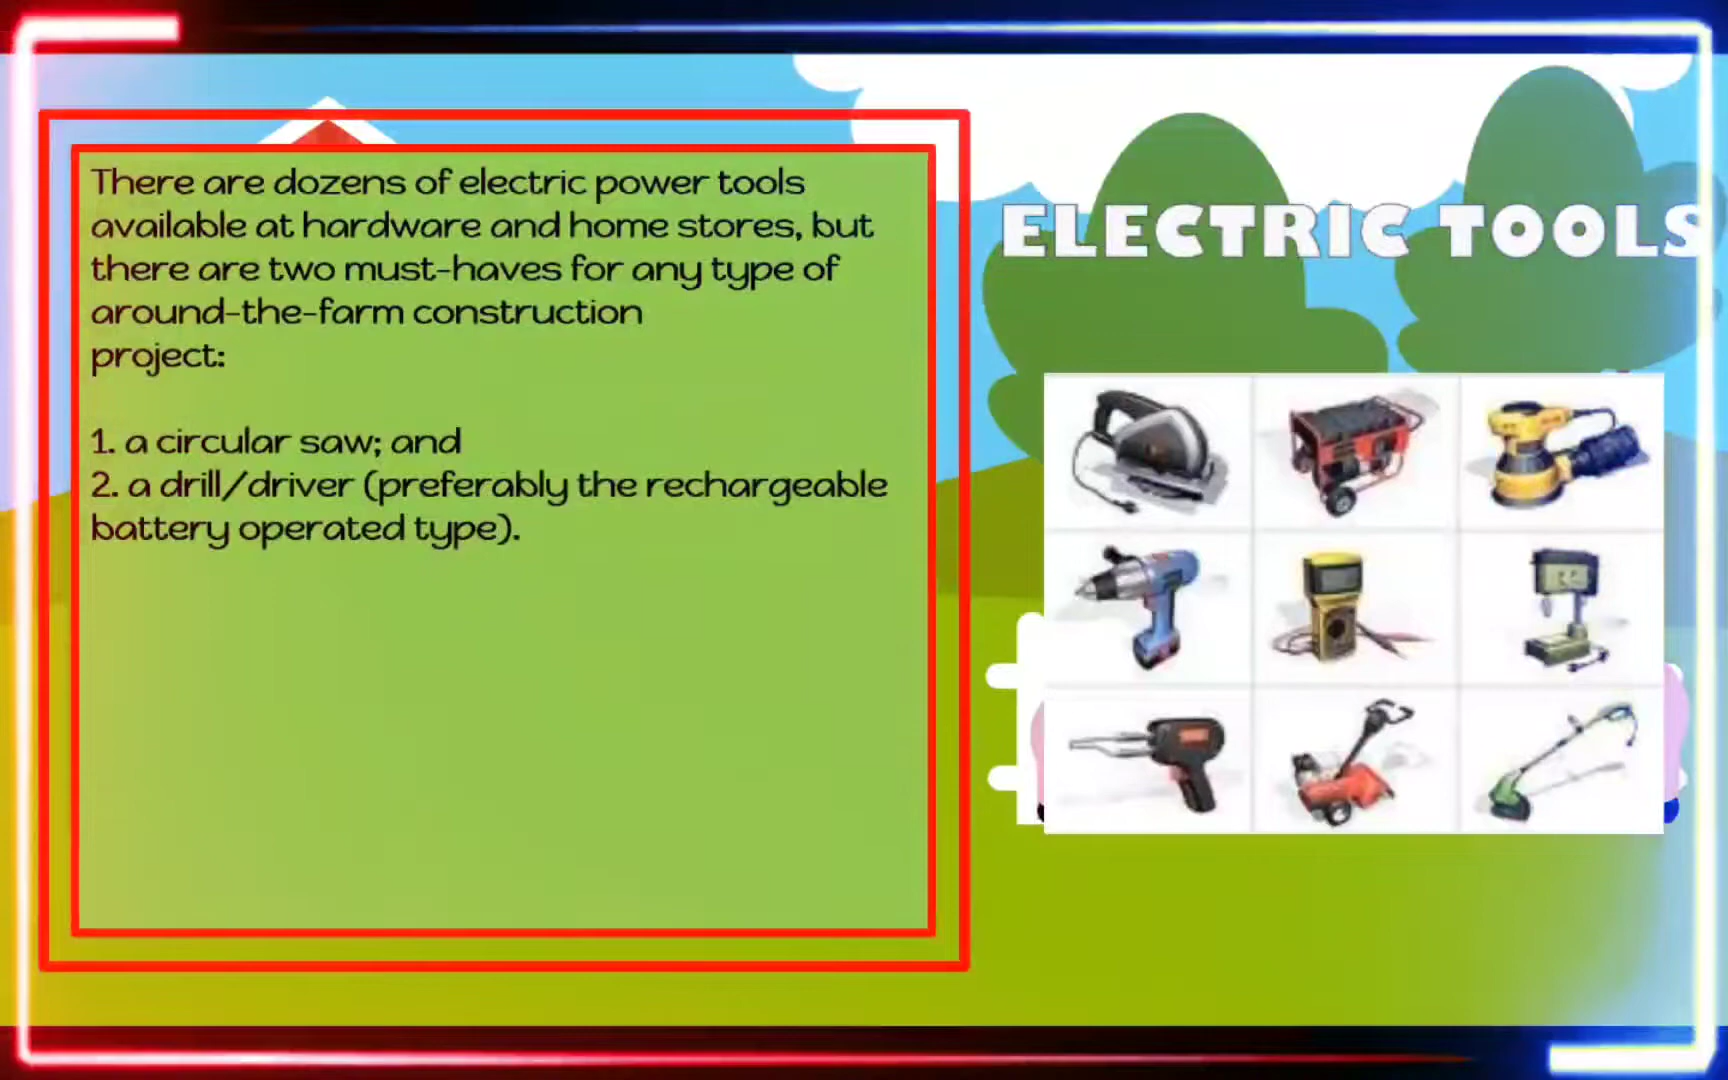 There are dozens of electric power tools
available at hardware and home stores, but
there are two must-haves for any type of
around-the-farm construction
project:
1. a circular saw; and
2. a drill/driver (preferably the rechargeable
battery operated type).
ELECTRIC TOOLS